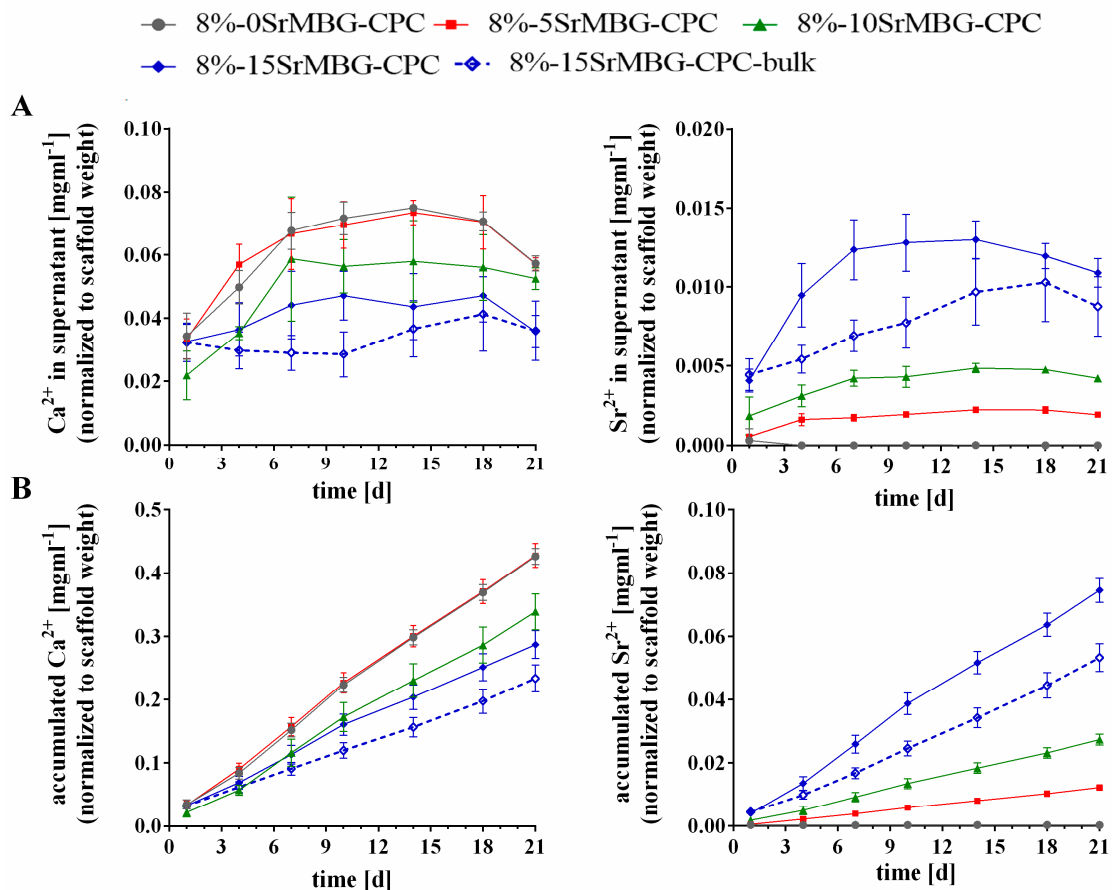 8%-0SrMBG-CPC 8%-5SrMBG-CPC 8%-10SrMBG-CPC
8%-15SrMBG-CPC 8%-15SrMBG-CPC-bulk
A
Ca²⁺ in supernatant [mgml⁻¹]
(normalized to scaffold weight)
0.10
0.08
0.06
0.04
0.02
0.00
0 3 6 9 12 15 18 21
time [d]
Sr²⁺ in supernatant [mgml⁻¹]
(normalized to scaffold weight)
0.020
0.015
0.010
0.005
0.000
0 3 6 9 12 15 18 21
time [d]
B
accumulated Ca²⁺ [mgml⁻¹]
(normalized to scaffold weight)
0.5
0.4
0.3
0.2
0.1
0.0
0 3 6 9 12 15 18 21
time [d]
accumulated Sr²⁺ [mgml⁻¹]
(normalized to scaffold weight)
0.10
0.08
0.06
0.04
0.02
0.00
0 3 6 9 12 15 18 21
time [d]